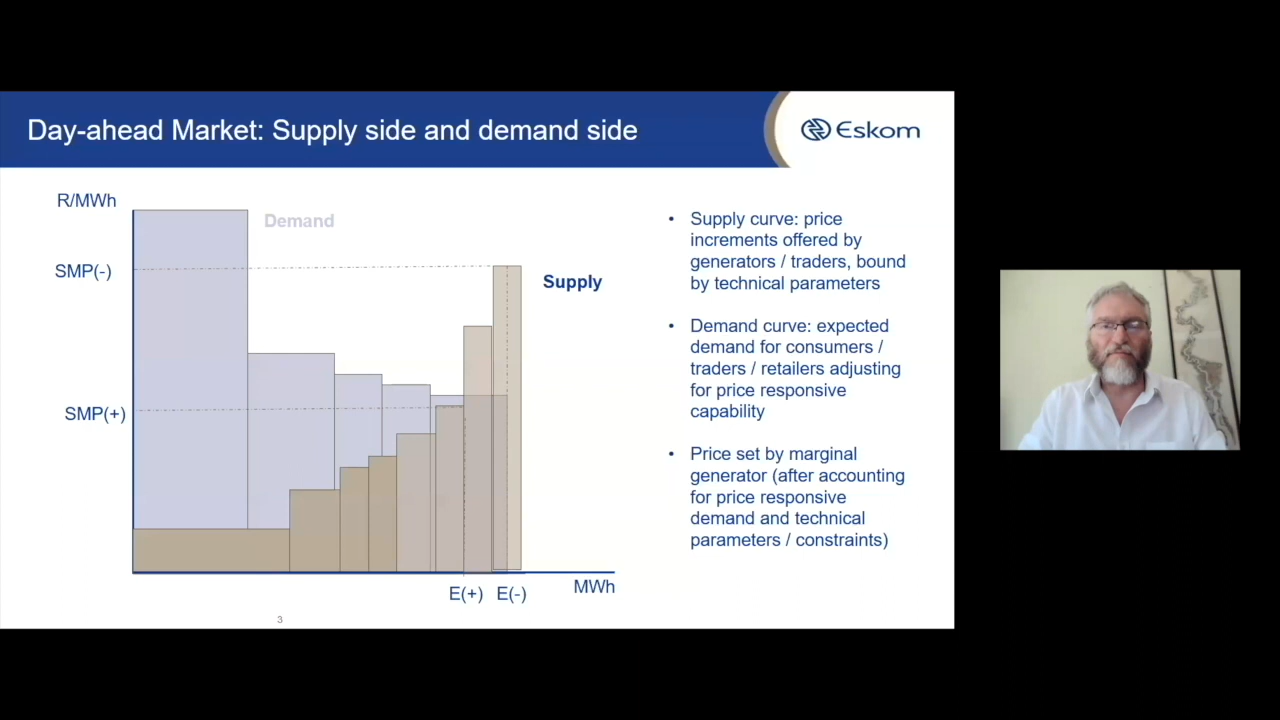 Day-ahead Market: Supply side and demand side
Eskom
R/MWh
Demand
SMP(-)
Supply
SMP(+)
E(+)
E(-)
MWh
• Supply curve: price
increments offered by
generators / traders, bound
by technical parameters
• Demand curve: expected
demand for consumers /
traders / retailers adjusting
for price responsive
capability
• Price set by marginal
generator (after accounting
for price responsive
demand and technical
parameters / constraints)
3